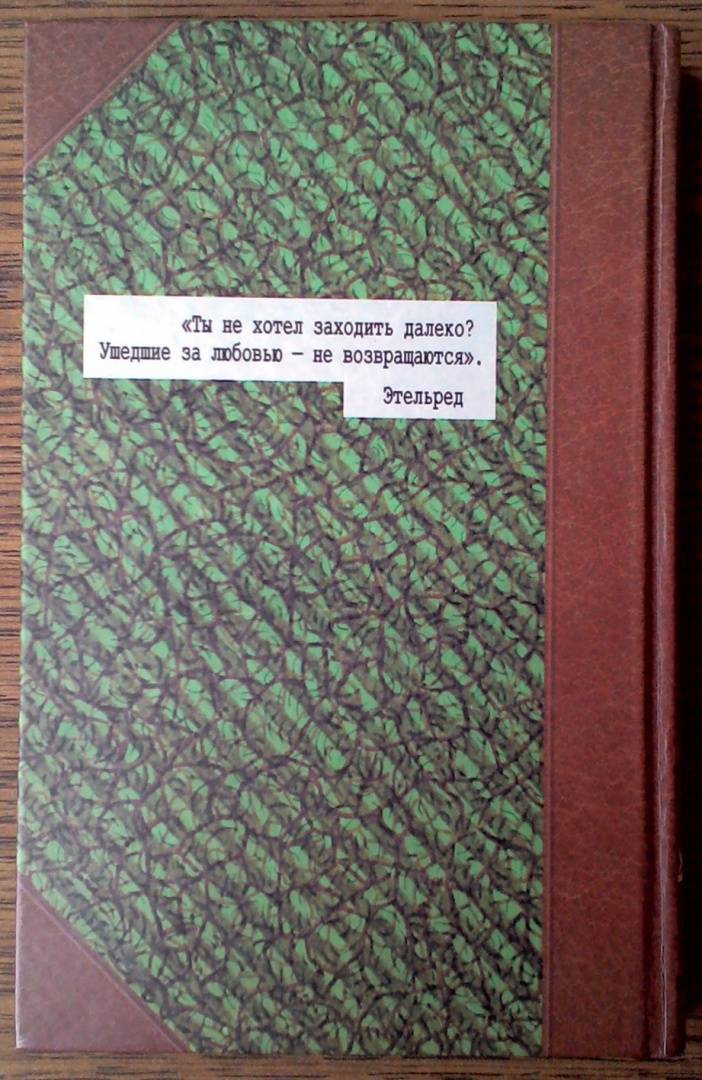 «Ты не хотел заходить далеко?
Ушедшие за любовью – не возвращаются».
Этельред